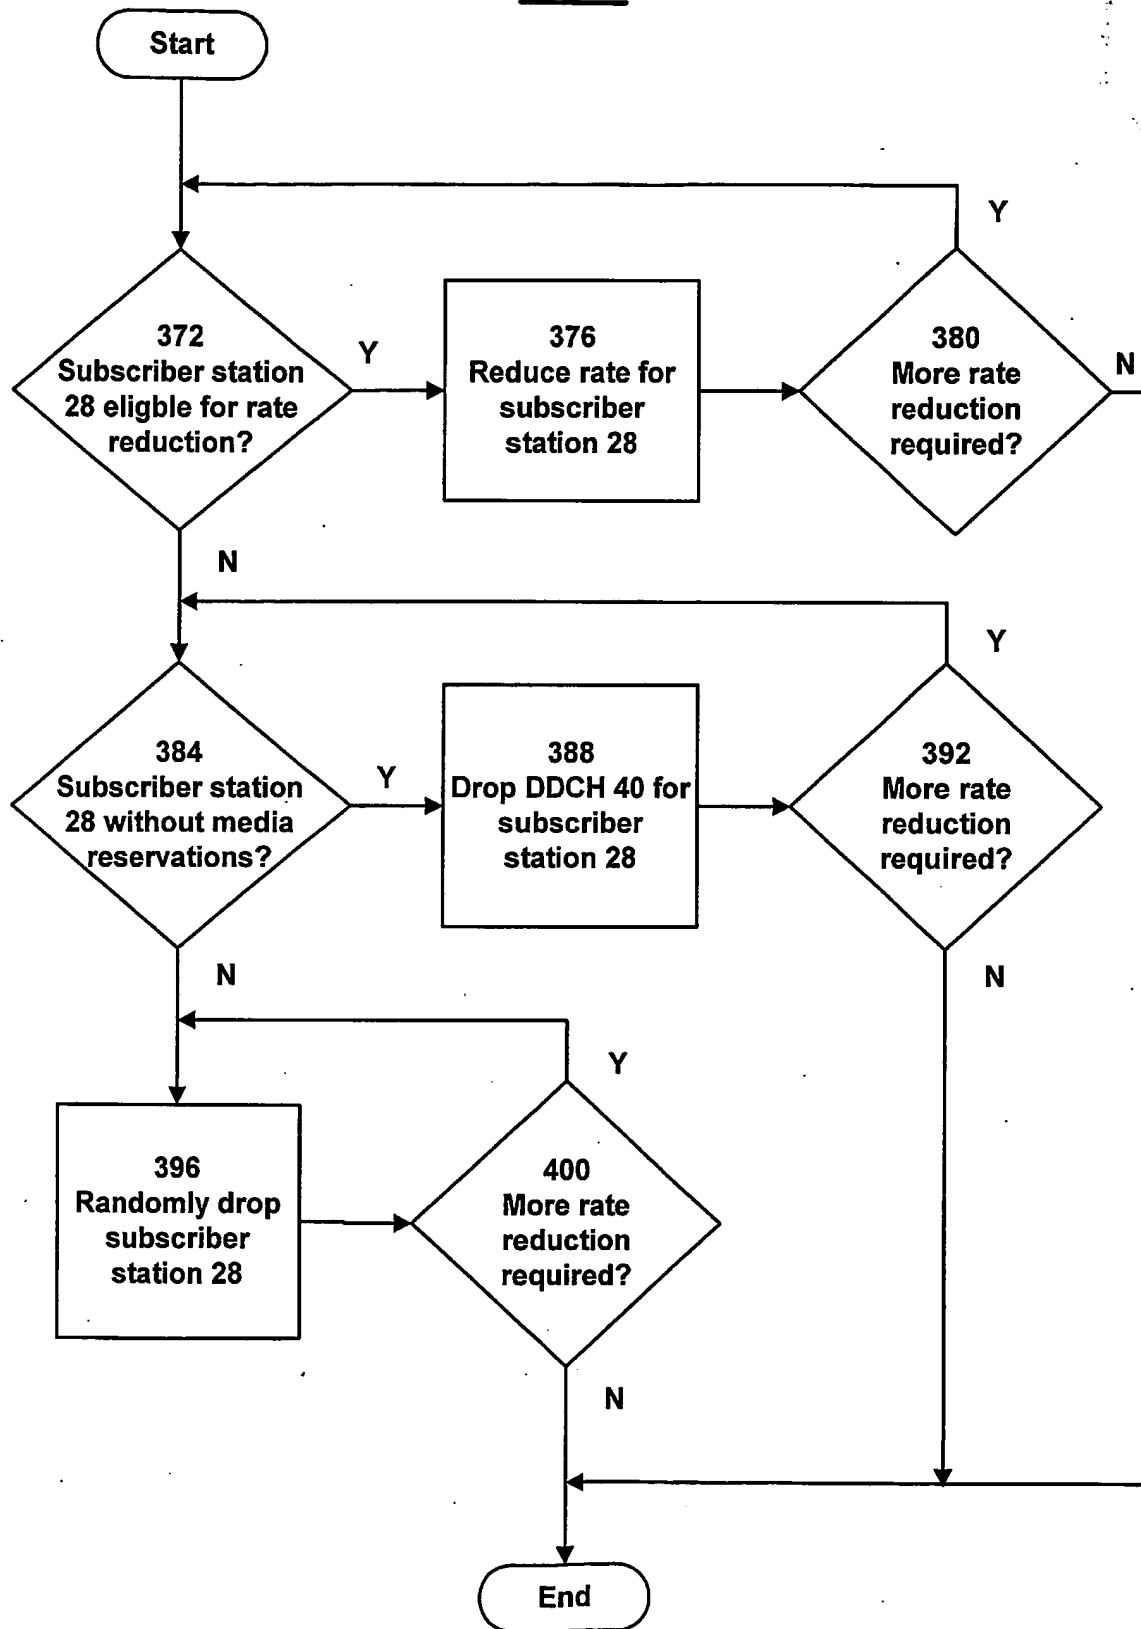 Start
Y
372
Subscriber station
28 eligble for rate
reduction?
Y
376
Reduce rate for
subscriber
station 28
380
More rate
reduction
required?
N
N
Y
384
Subscriber station
28 without media
reservations?
Y
388
Drop DDCH 40 for
subscriber
station 28
392
More rate
reduction
required?
N
N
Y
396
Randomly drop
subscriber
station 28
400
More rate
reduction
required?
N
End